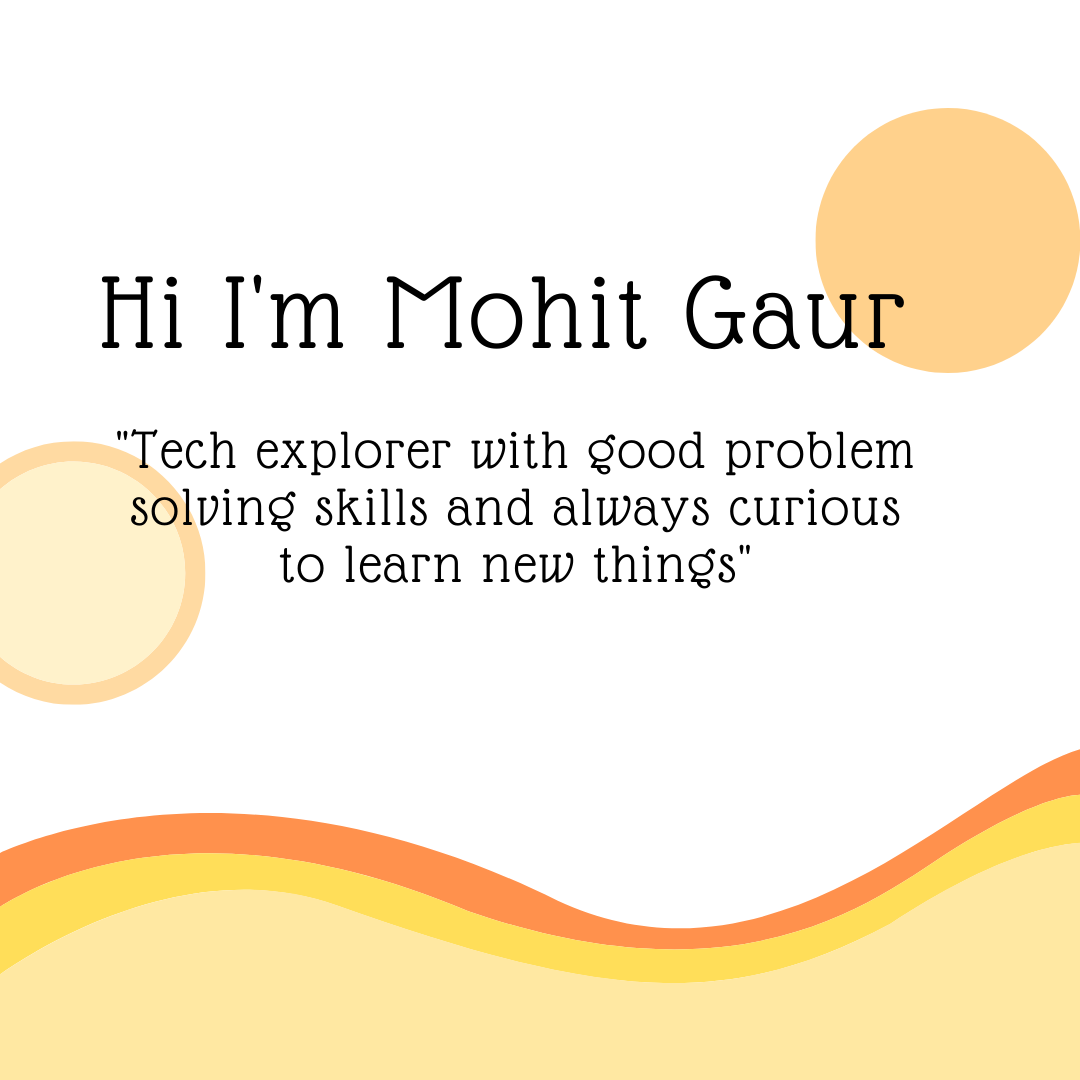 Hi I'm Mohit Gaur
"Tech explorer with good problem
solving skills and always curious
to learn new things"